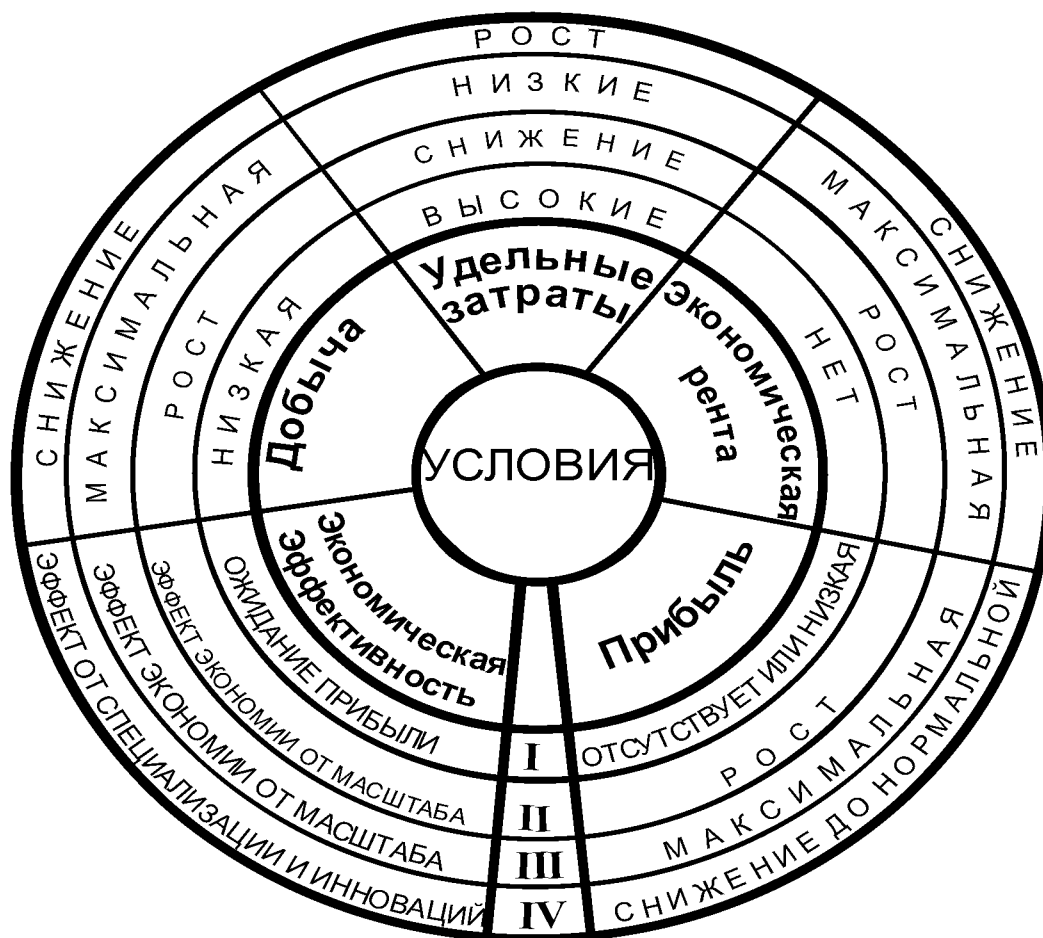 РОСТ
НИЗКИЕ
СНИЖЕНИЕ
ВЫСОКИЕ
Удельные
затраты
СНИЖЕНИЕ
МАКСИМАЛЬНАЯ
РОСТ
НЕТ
Экономическая
рента
СНИЖЕНИЕ
МАКСИМАЛЬНАЯ
РОСТ
НИЗКАЯ
Добыча
УСЛОВИЯ
Экономическая
Эффективность
ОЖИДАНИЕ ПРИБЫЛИ
ЭФФЕКТ ЭКОНОМИИ ОТ МАСШТАБА
ЭФФЕКТ ЭКОНОМИИ ОТ МАСШТАБА
ЭФФЕКТ ОТ СПЕЦИАЛИЗАЦИИ И ИННОВАЦИЙ
Прибыль
ОТСУТСТВУЕТ ИЛИ НИЗКАЯ
РОСТ
МАКСИМАЛЬНАЯ
СНИЖЕНИЕ ДО НОРМАЛЬНОЙ
I
II
III
IV